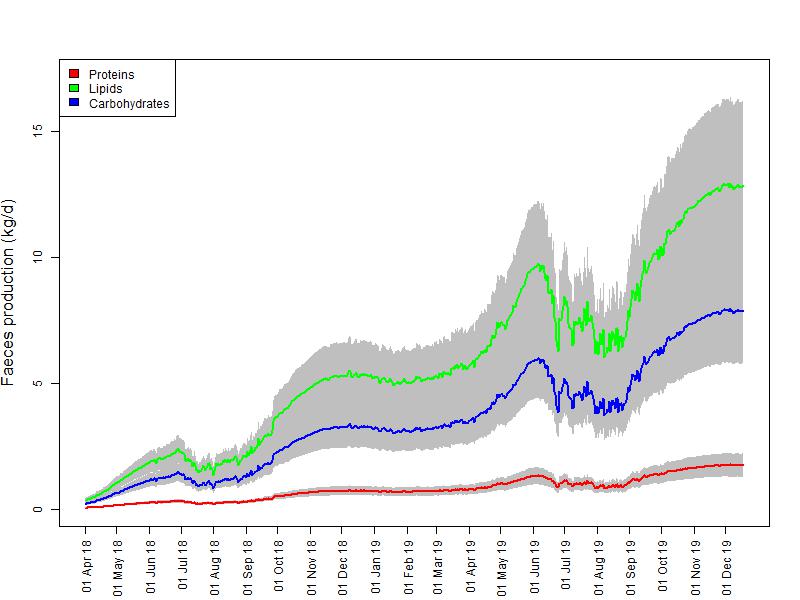 Proteins
Lipids
Carbohydrates
Faeces production (kg/d)
15
10
5
0
01 Apr 18
01 May 18
01 Jun 18
01 Jul 18
01 Aug 18
01 Sep 18
01 Oct 18
01 Nov 18
01 Dec 18
01 Jan 19
01 Feb 19
01 Mar 19
01 Apr 19
01 May 19
01 Jun 19
01 Jul 19
01 Aug 19
01 Sep 19
01 Oct 19
01 Nov 19
01 Dec 19